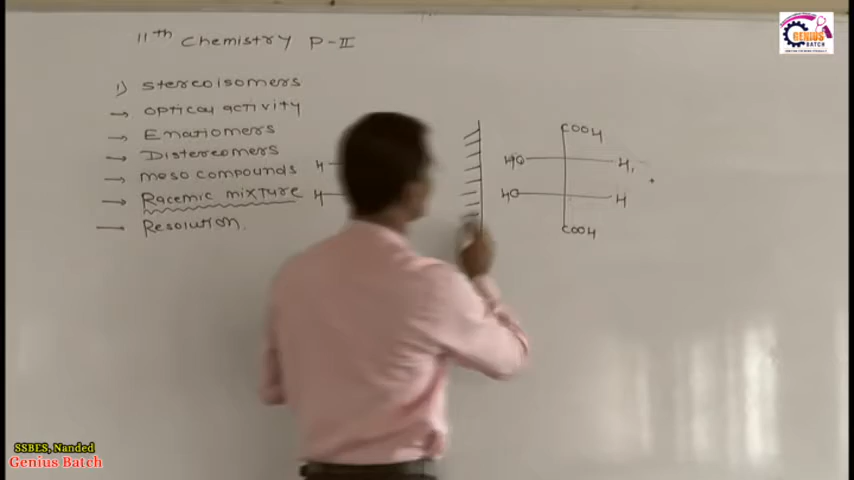 11th Chemistry P-II
1) Stereoisomers
→ optical activity
→ Enatiomers
→ Distereomers
→ meso compounds
→ Racemic mixture
— Resolution.
H
H
COOH
HO H,
HO H
COOH
GENIUS
BATCH
SSBES, Nanded
Genius Batch